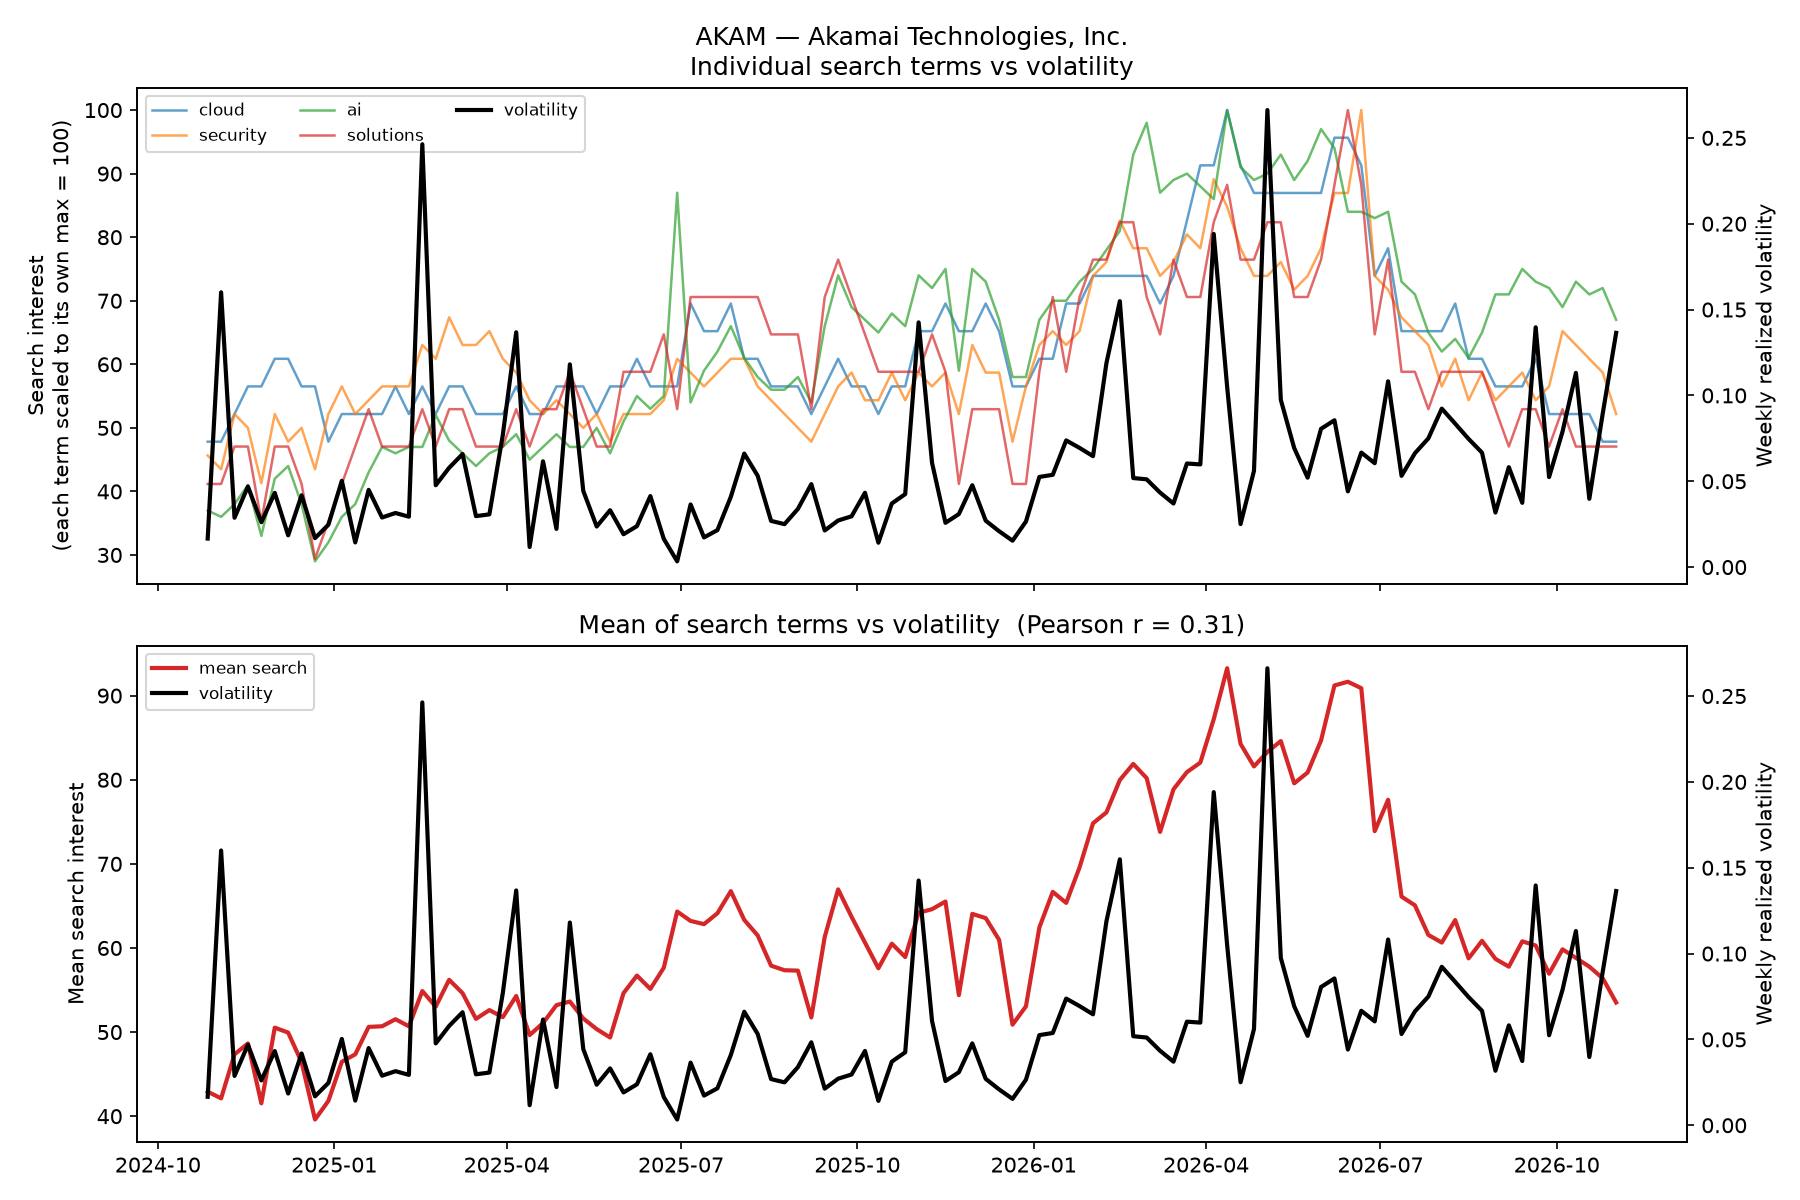 AKAM — Akamai Technologies, Inc.
Individual search terms vs volatility
cloud
security
ai
solutions
volatility
Search interest
(each term scaled to its own max = 100)
100
90
80
70
60
50
40
30
0.25
0.20
0.15
0.10
0.05
0.00
Weekly realized volatility
Mean of search terms vs volatility  (Pearson r = 0.31)
mean search
volatility
Mean search interest
90
80
70
60
50
40
0.25
0.20
0.15
0.10
0.05
0.00
Weekly realized volatility
2024-10
2025-01
2025-04
2025-07
2025-10
2026-01
2026-04
2026-07
2026-10